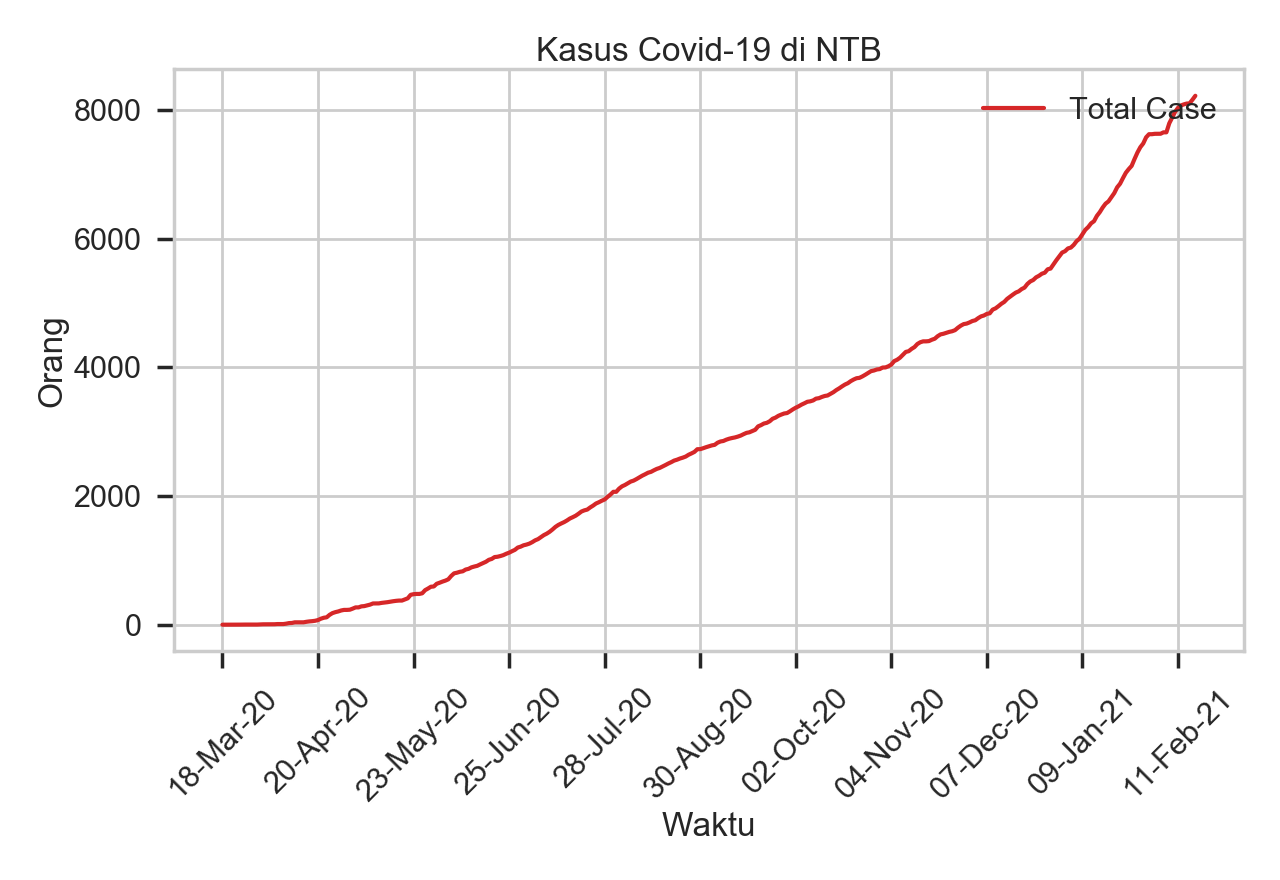 Kasus Covid-19 di NTB
Total Case
8000
6000
4000
2000
0
Orang
18-Mar-20
20-Apr-20
23-May-20
25-Jun-20
28-Jul-20
30-Aug-20
02-Oct-20
04-Nov-20
07-Dec-20
09-Jan-21
11-Feb-21
Waktu